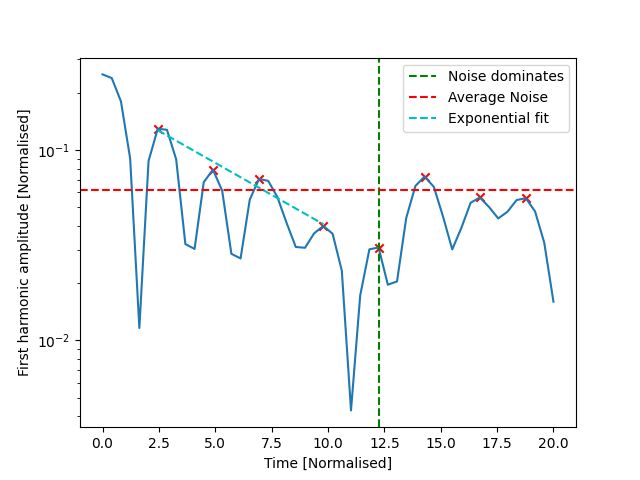 Noise dominates
Average Noise
Exponential fit
First harmonic amplitude [Normalised]
10⁻¹
10⁻²
0.0 2.5 5.0 7.5 10.0 12.5 15.0 17.5 20.0
Time [Normalised]